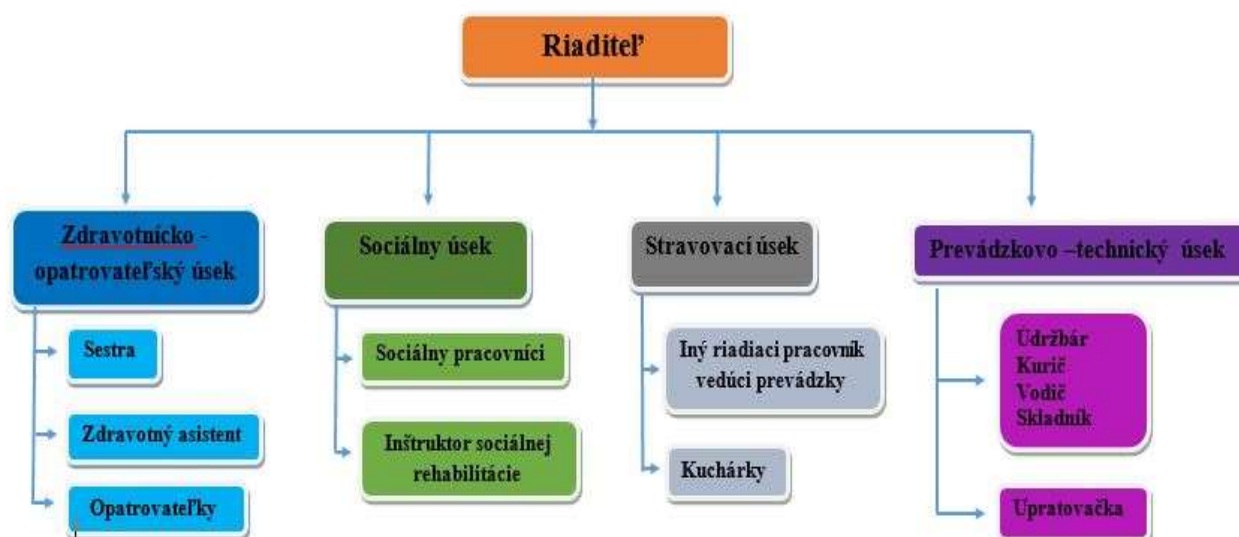 Riaditeľ
Zdravotnícko -
opatrovateľský úsek
Sestra
Zdravotný asistent
Opatrovateľky
Sociálny úsek
Sociálny pracovníci
Inštruktor sociálnej
rehabilitácie
Stravovací úsek
Iný riadiaci pracovník
vedúci prevádzky
Kuchárky
Prevádzkovo –technický úsek
Údržbár
Kurič
Vodič
Skladník
Upratovačka